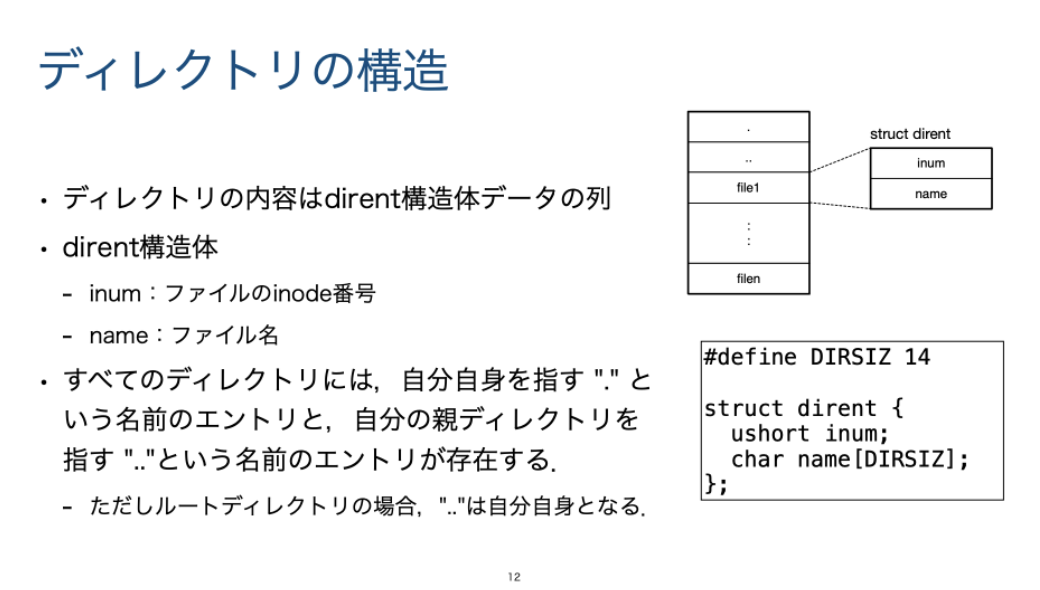 ディレクトリの構造
・ ディレクトリの内容はdirent構造体データの列
・ dirent構造体
- inum：ファイルのinode番号
- name：ファイル名
・ すべてのディレクトリには，自分自身を指す "." と
いう名前のエントリと，自分の親ディレクトリを
指す ".."という名前のエントリが存在する．
- ただしルートディレクトリの場合，".."は自分自身となる．
.
..
file1
:
:
filen
struct dirent
inum
name
#define DIRSIZ 14
struct dirent {
ushort inum;
char name[DIRSIZ];
};
12